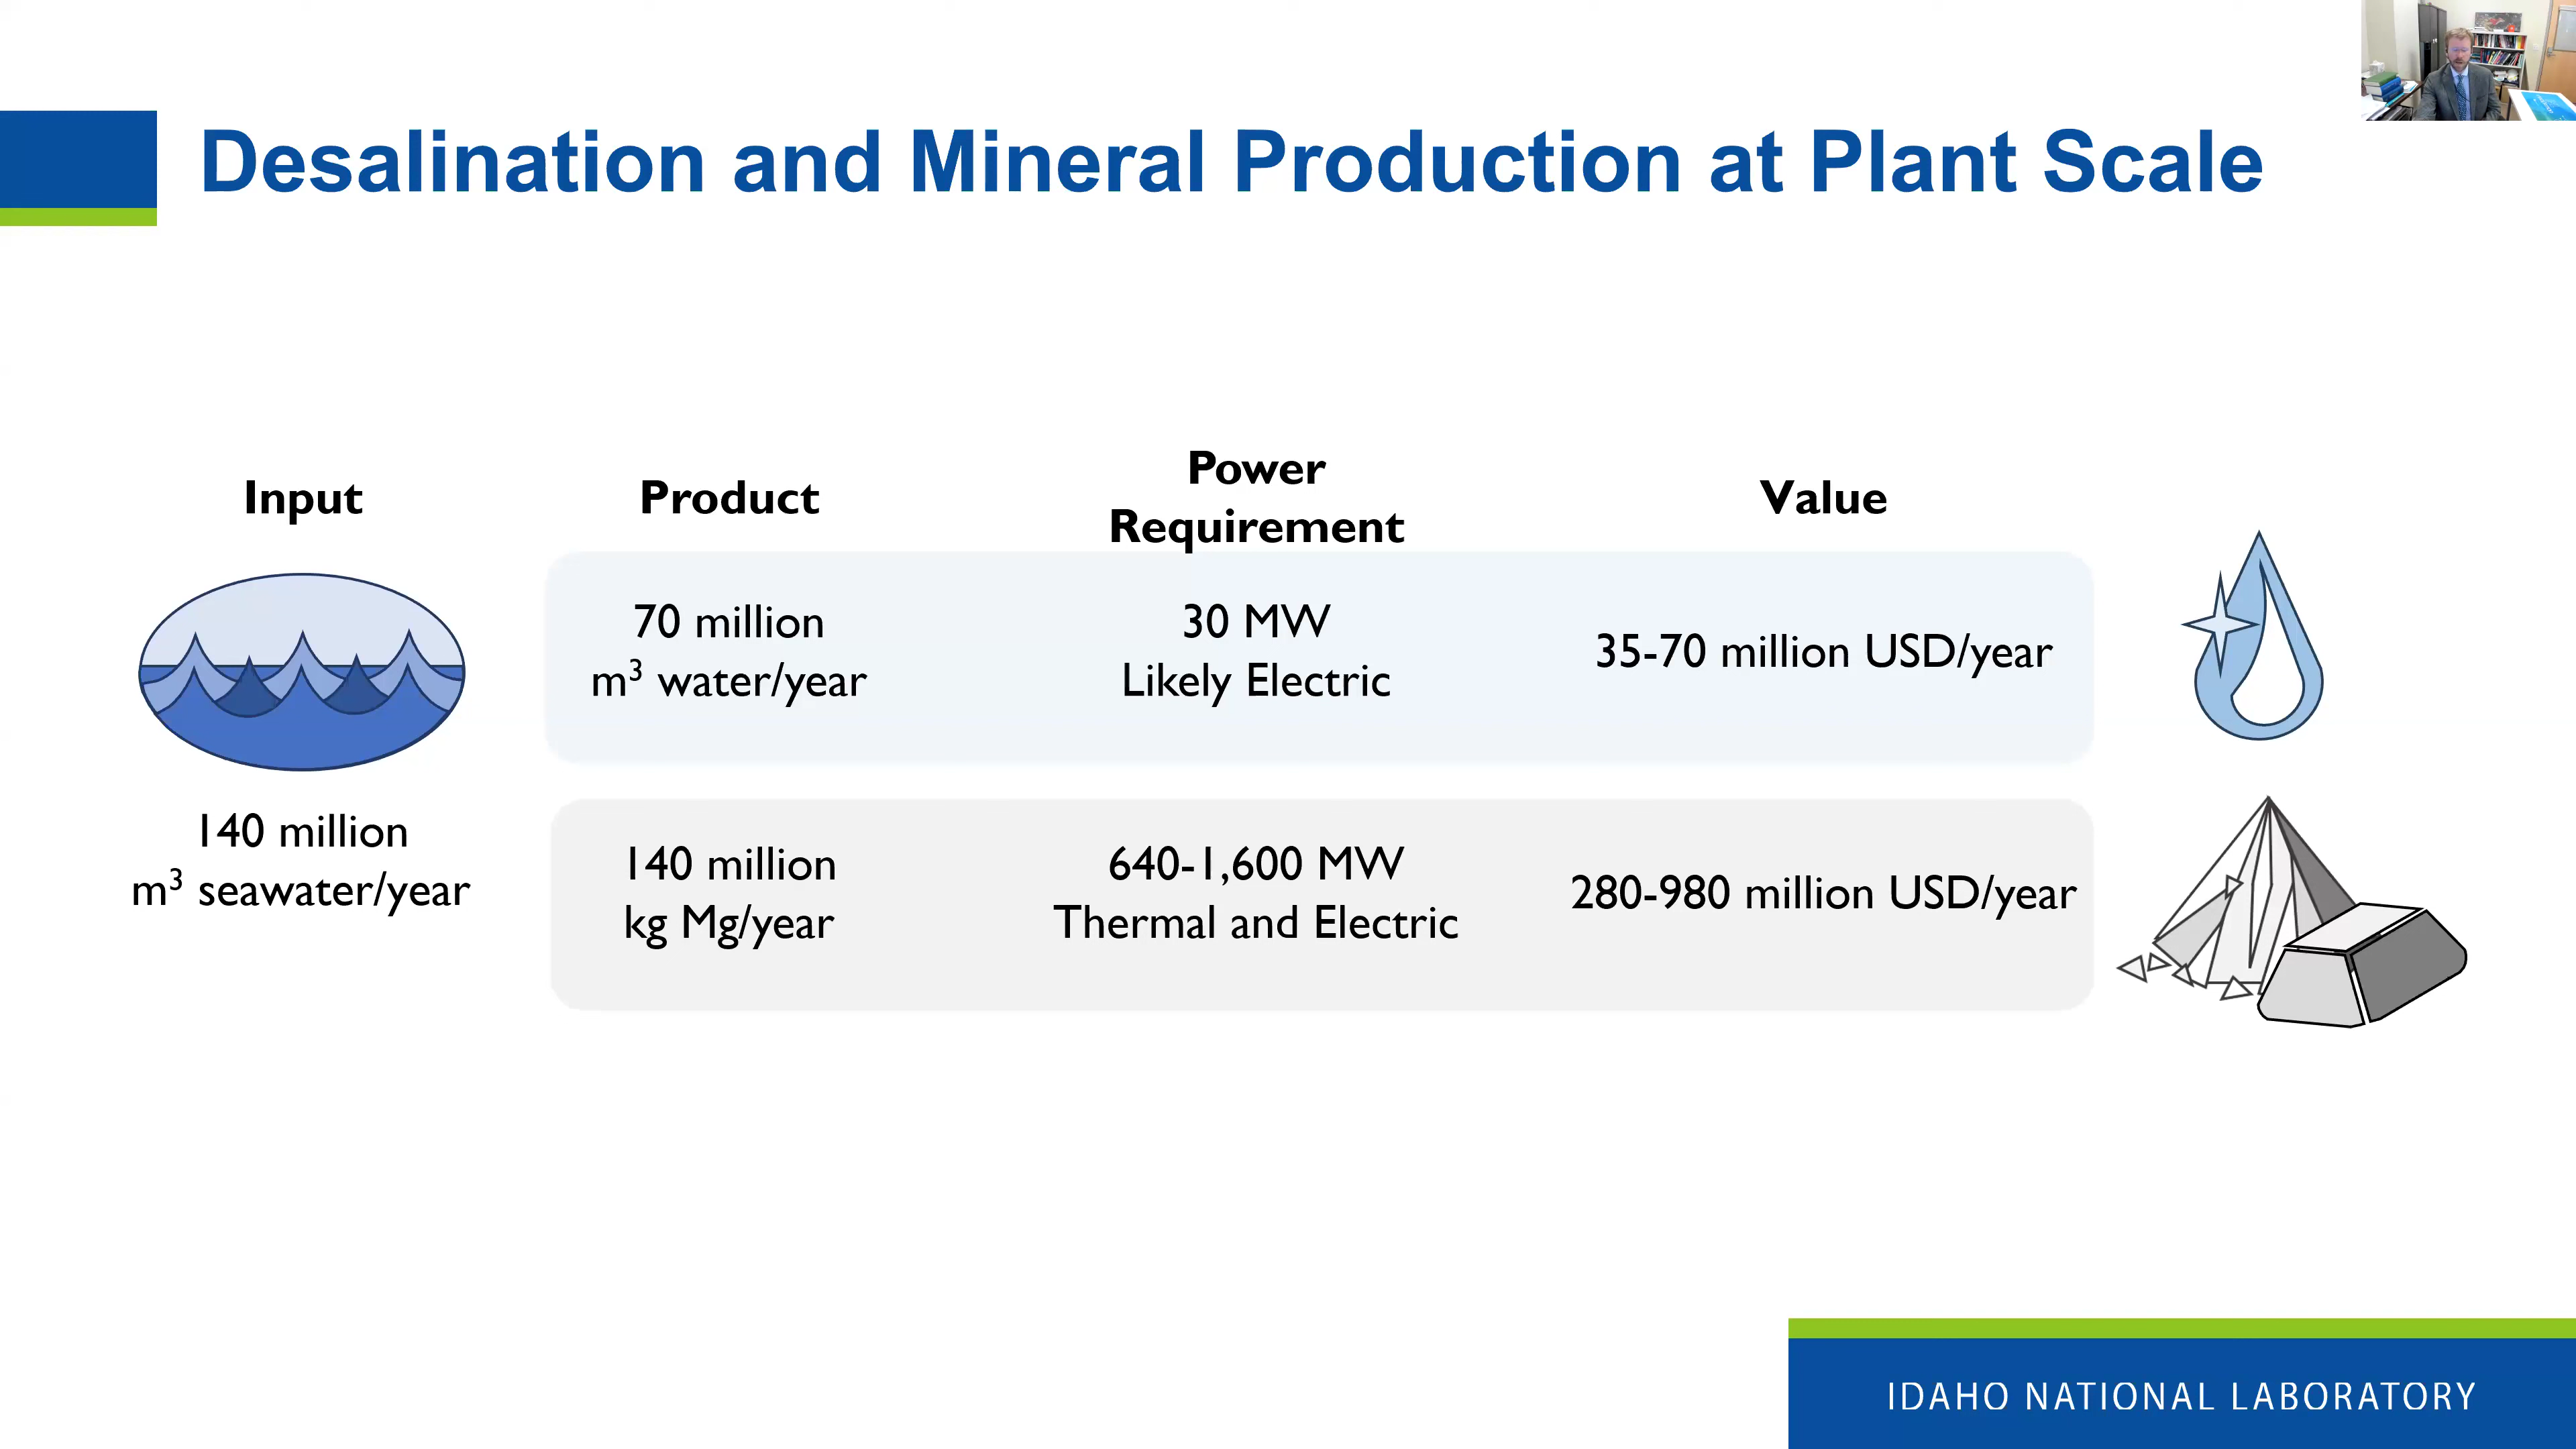 Desalination and Mineral Production at Plant Scale
Input
Product
Power
Requirement
Value
70 million
m³ water/year
30 MW
Likely Electric
35-70 million USD/year
140 million
m³ seawater/year
140 million
kg Mg/year
640-1,600 MW
Thermal and Electric
280-980 million USD/year
IDAHO NATIONAL LABORATORY